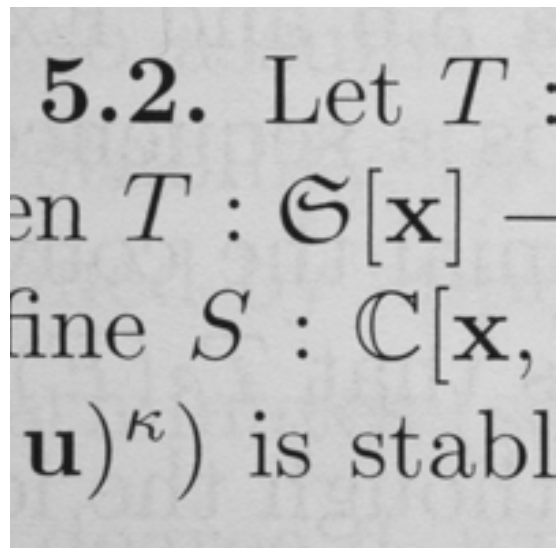 5.2. Let T :
en T : 𝔖[x] –
fine S : ℂ[x,
u)^κ) is stabl